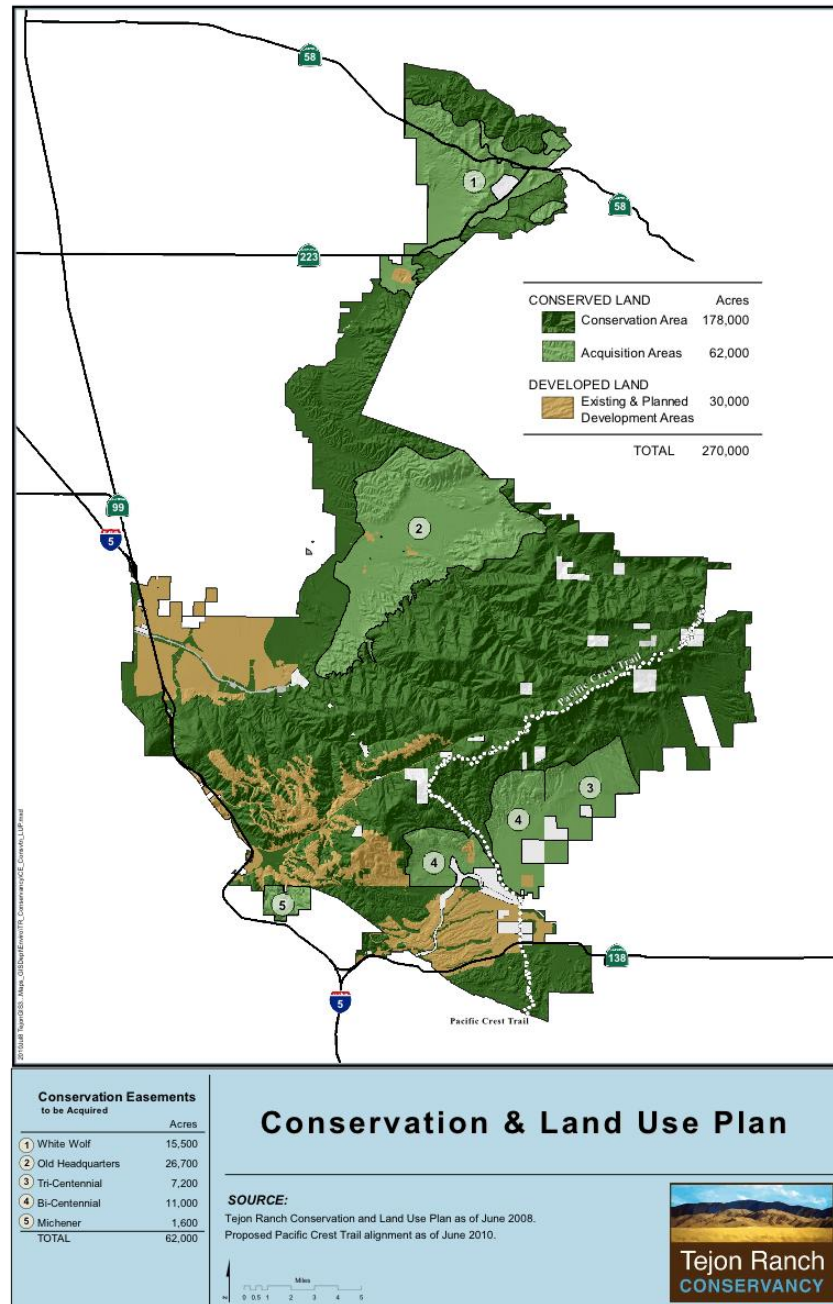 58
1
58
223
CONSERVED LAND Acres
Conservation Area 178,000
Acquisition Areas 62,000
DEVELOPED LAND
Existing & Planned 30,000
Development Areas
TOTAL 270,000
99
5
2
Pacific Crest Trail
3
4
4
5
138
5
Pacific Crest Trail
Conservation Easements
to be Acquired
Acres
1 White Wolf 15,500
2 Old Headquarters 26,700
3 Tri-Centennial 7,200
4 Bi-Centennial 11,000
5 Michener 1,600
TOTAL 62,000
Conservation & Land Use Plan
SOURCE:
Tejon Ranch Conservation and Land Use Plan as of June 2008.
Proposed Pacific Crest Trail alignment as of June 2010.
Miles
0 0.5 1 2 3 4 5
Tejon Ranch
CONSERVANCY